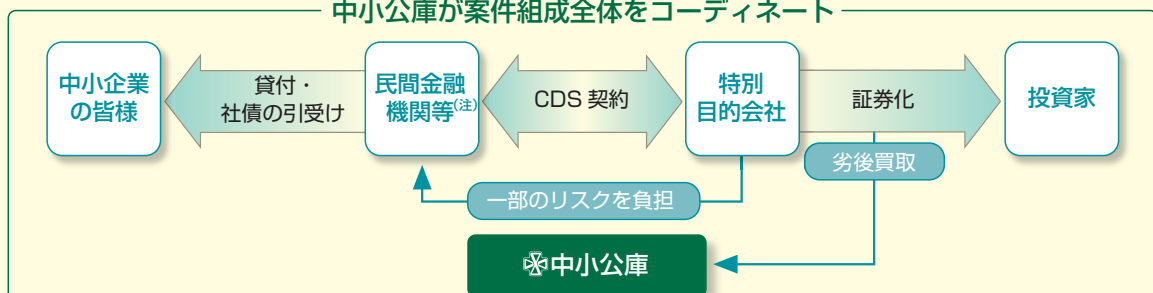 中小公庫が案件組成全体をコーディネート
中小企業
の皆様
貸付・
社債の引受け
民間金融
機関等(注)
CDS 契約
特別
目的会社
証券化
投資家
劣後買取
一部のリスクを負担
中小公庫